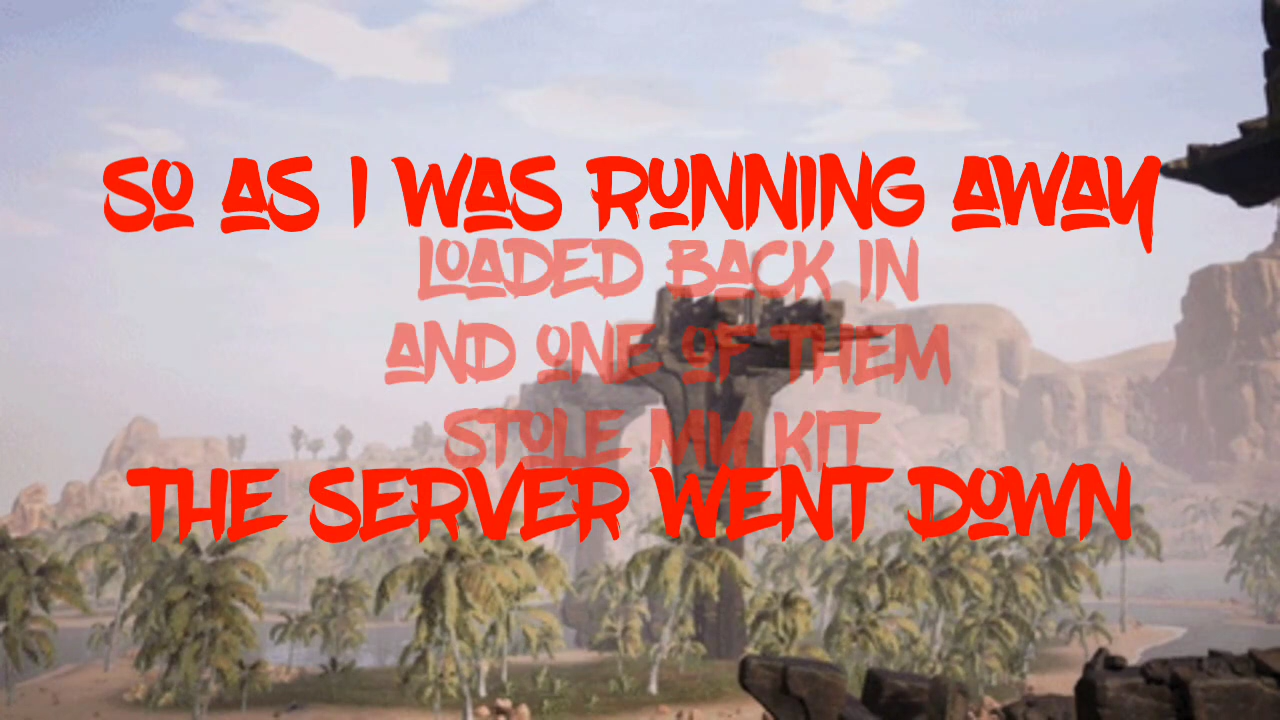 SO AS I WAS RUNNING AWAY
LOADED BACK IN
AND ONE OF THEM
STOLE MY KIT
THE SERVER WENT DOWN